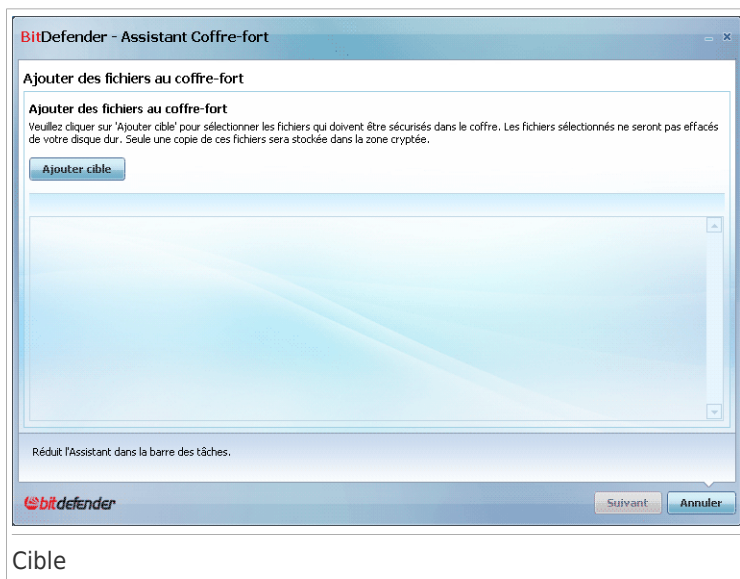 BitDefender - Assistant Coffre-fort
Ajouter des fichiers au coffre-fort
Ajouter des fichiers au coffre-fort
Veuillez cliquer sur 'Ajouter cible' pour sélectionner les fichiers qui doivent être sécurisés dans le coffre. Les fichiers sélectionnés ne seront pas effacés
de votre disque dur. Seule une copie de ces fichiers sera stockée dans la zone cryptée.
Ajouter cible
Réduit l'Assistant dans la barre des tâches.
bitdefender
Suivant
Annuler
Cible